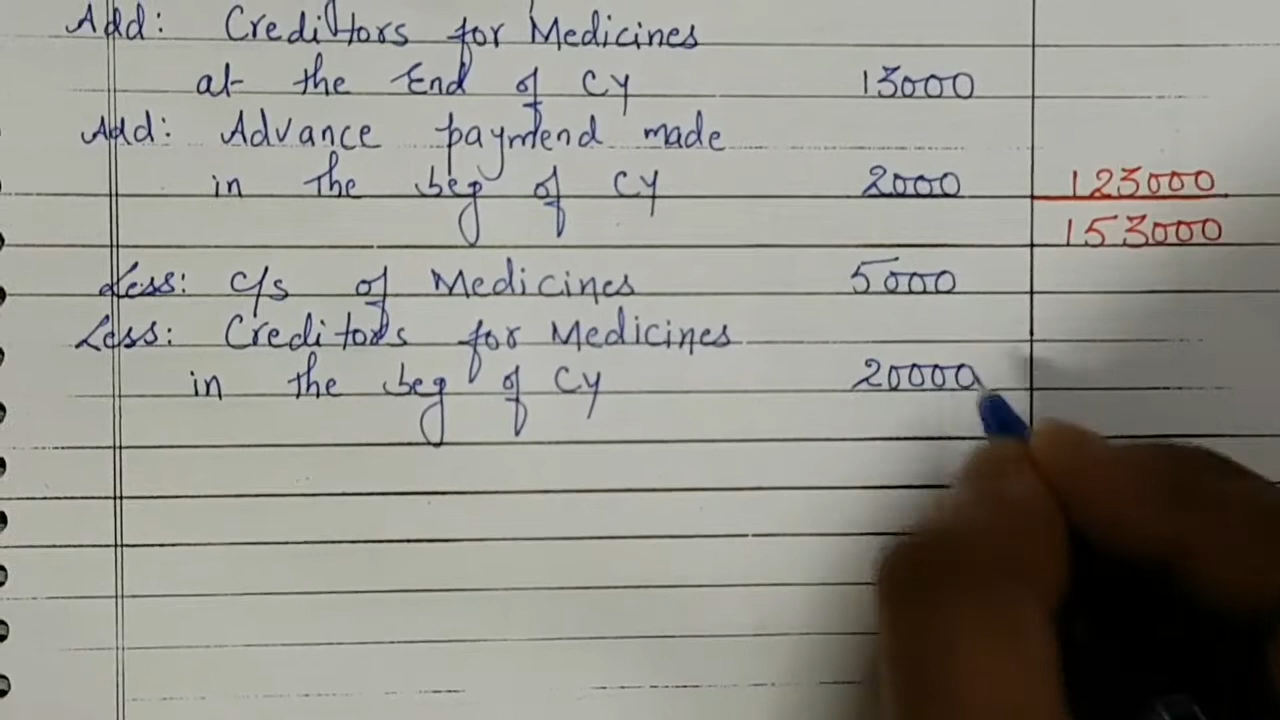 Add: Creditors for Medicines
at the End of CY 13000
Add: Advance paymend made
in the beg of CY 2000 123000
153000
Less: C/s of Medicines 5000
Less: Creditors for Medicines
in the beg of CY 20000